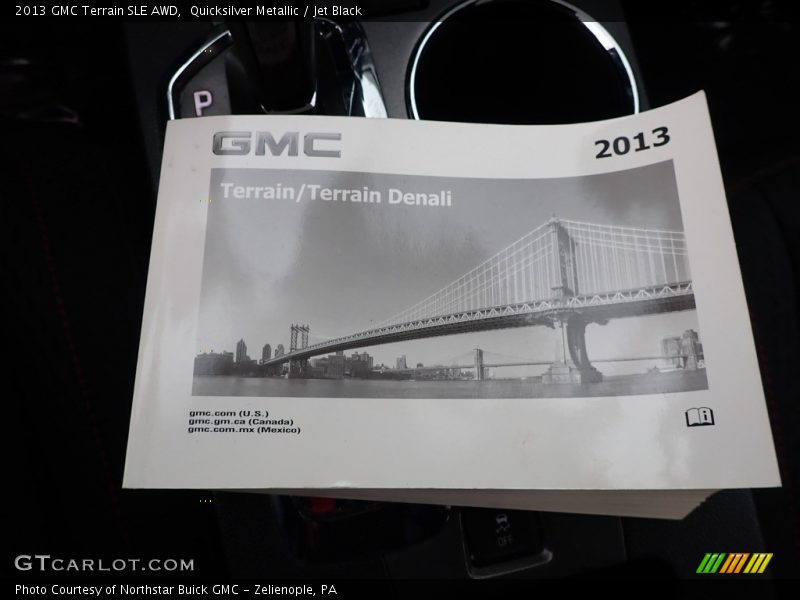 2013 GMC Terrain SLE AWD,  Quicksilver Metallic / Jet Black
P
GMC
2013
Terrain/Terrain Denali
gmc.com (U.S.)
gmc.gm.ca (Canada)
gmc.com.mx (Mexico)
i
OFF
GTCARLOT.COM
Photo Courtesy of Northstar Buick GMC - Zelienople, PA